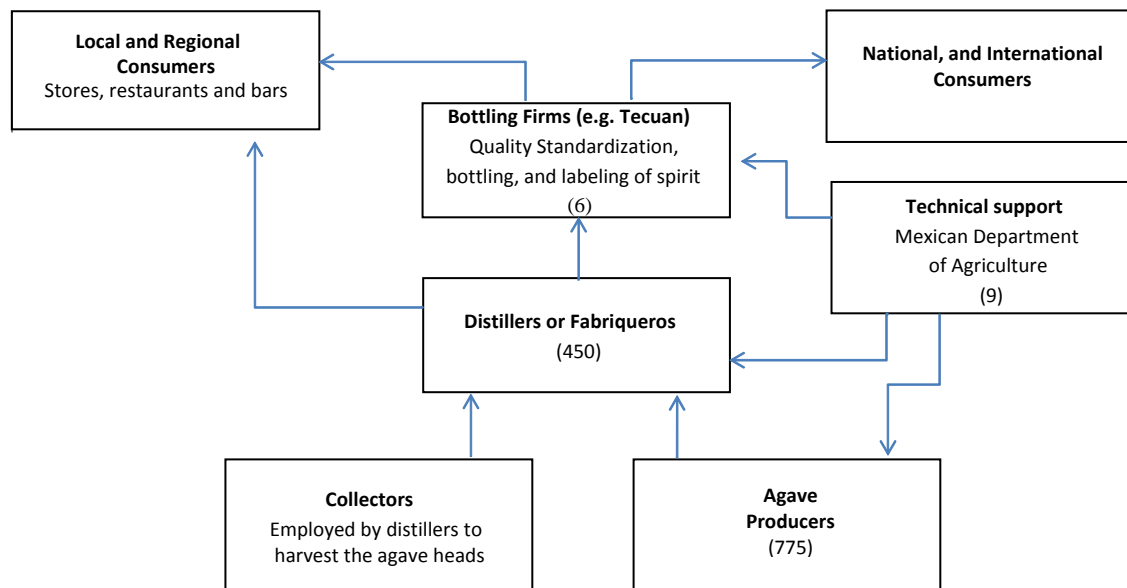 Local and Regional
Consumers
Stores, restaurants and bars
National, and International
Consumers
Bottling Firms (e.g. Tecuan)
Quality Standardization,
bottling, and labeling of spirit
(6)
Technical support
Mexican Department
of Agriculture
(9)
Distillers or Fabriqueros
(450)
Collectors
Employed by distillers to
harvest the agave heads
Agave
Producers
(775)